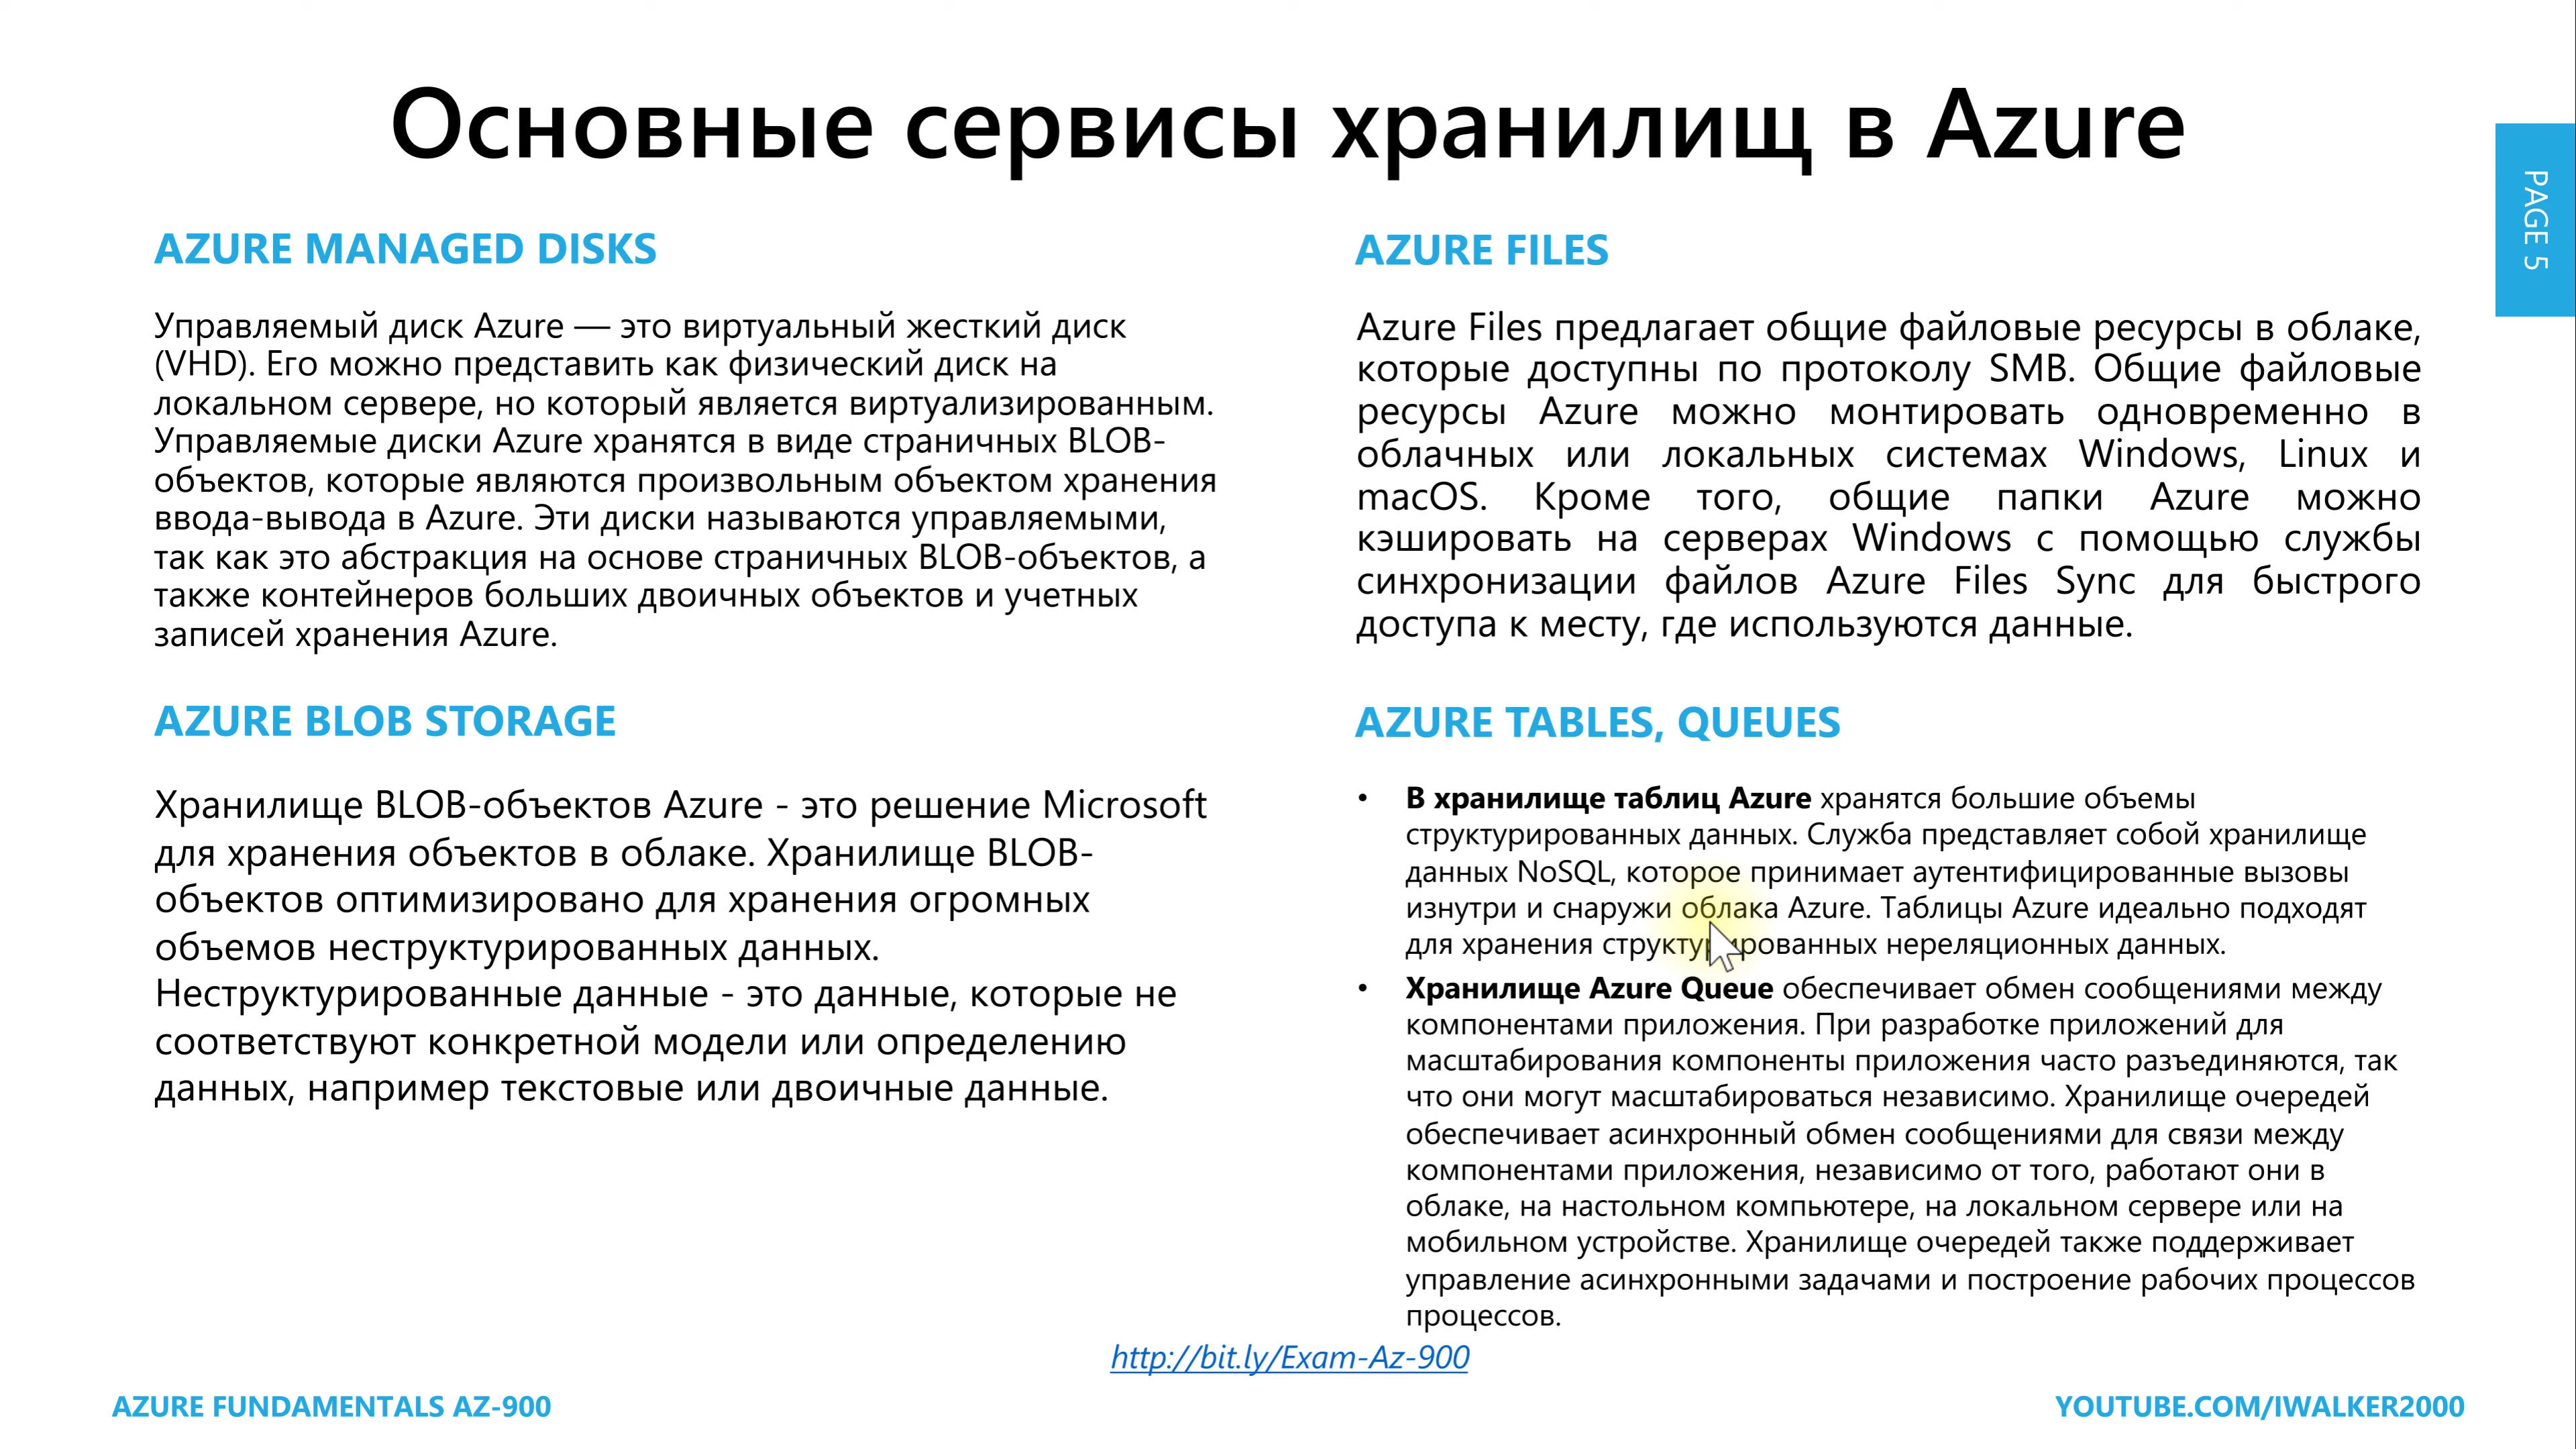 Основные сервисы хранилищ в Azure
PAGE 5
AZURE MANAGED DISKS
Управляемый диск Azure — это виртуальный жесткий диск
(VHD). Его можно представить как физический диск на
локальном сервере, но который является виртуализированным.
Управляемые диски Azure хранятся в виде страничных BLOB-
объектов, которые являются произвольным объектом хранения
ввода-вывода в Azure. Эти диски называются управляемыми,
так как это абстракция на основе страничных BLOB-объектов, а
также контейнеров больших двоичных объектов и учетных
записей хранения Azure.
AZURE BLOB STORAGE
Хранилище BLOB-объектов Azure - это решение Microsoft
для хранения объектов в облаке. Хранилище BLOB-
объектов оптимизировано для хранения огромных
объемов неструктурированных данных.
Неструктурированные данные - это данные, которые не
соответствуют конкретной модели или определению
данных, например текстовые или двоичные данные.
AZURE FILES
Azure Files предлагает общие файловые ресурсы в облаке,
которые доступны по протоколу SMB. Общие файловые
ресурсы Azure можно монтировать одновременно в
облачных или локальных системах Windows, Linux и
macOS. Кроме того, общие папки Azure можно
кэшировать на серверах Windows с помощью службы
синхронизации файлов Azure Files Sync для быстрого
доступа к месту, где используются данные.
AZURE TABLES, QUEUES
• В хранилище таблиц Azure хранятся большие объемы
структурированных данных. Служба представляет собой хранилище
данных NoSQL, которое принимает аутентифицированные вызовы
изнутри и снаружи облака Azure. Таблицы Azure идеально подходят
для хранения структурированных нереляционных данных.
• Хранилище Azure Queue обеспечивает обмен сообщениями между
компонентами приложения. При разработке приложений для
масштабирования компоненты приложения часто разъединяются, так
что они могут масштабироваться независимо. Хранилище очередей
обеспечивает асинхронный обмен сообщениями для связи между
компонентами приложения, независимо от того, работают они в
облаке, на настольном компьютере, на локальном сервере или на
мобильном устройстве. Хранилище очередей также поддерживает
управление асинхронными задачами и построение рабочих процессов
процессов.
http://bit.ly/Exam-Az-900
AZURE FUNDAMENTALS AZ-900
YOUTUBE.COM/IWALKER2000